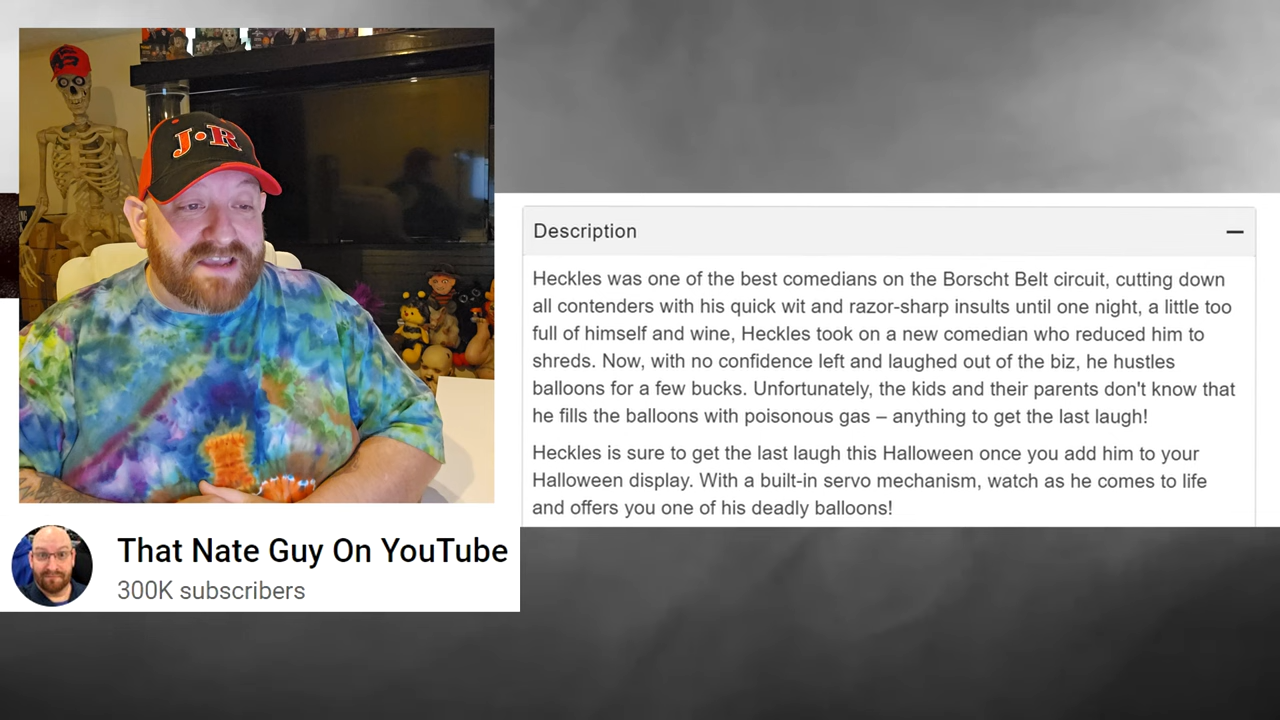 J·R
Description
Heckles was one of the best comedians on the Borscht Belt circuit, cutting down
all contenders with his quick wit and razor-sharp insults until one night, a little too
full of himself and wine, Heckles took on a new comedian who reduced him to
shreds. Now, with no confidence left and laughed out of the biz, he hustles
balloons for a few bucks. Unfortunately, the kids and their parents don't know that
he fills the balloons with poisonous gas – anything to get the last laugh!
Heckles is sure to get the last laugh this Halloween once you add him to your
Halloween display. With a built-in servo mechanism, watch as he comes to life
and offers you one of his deadly balloons!
That Nate Guy On YouTube
300K subscribers